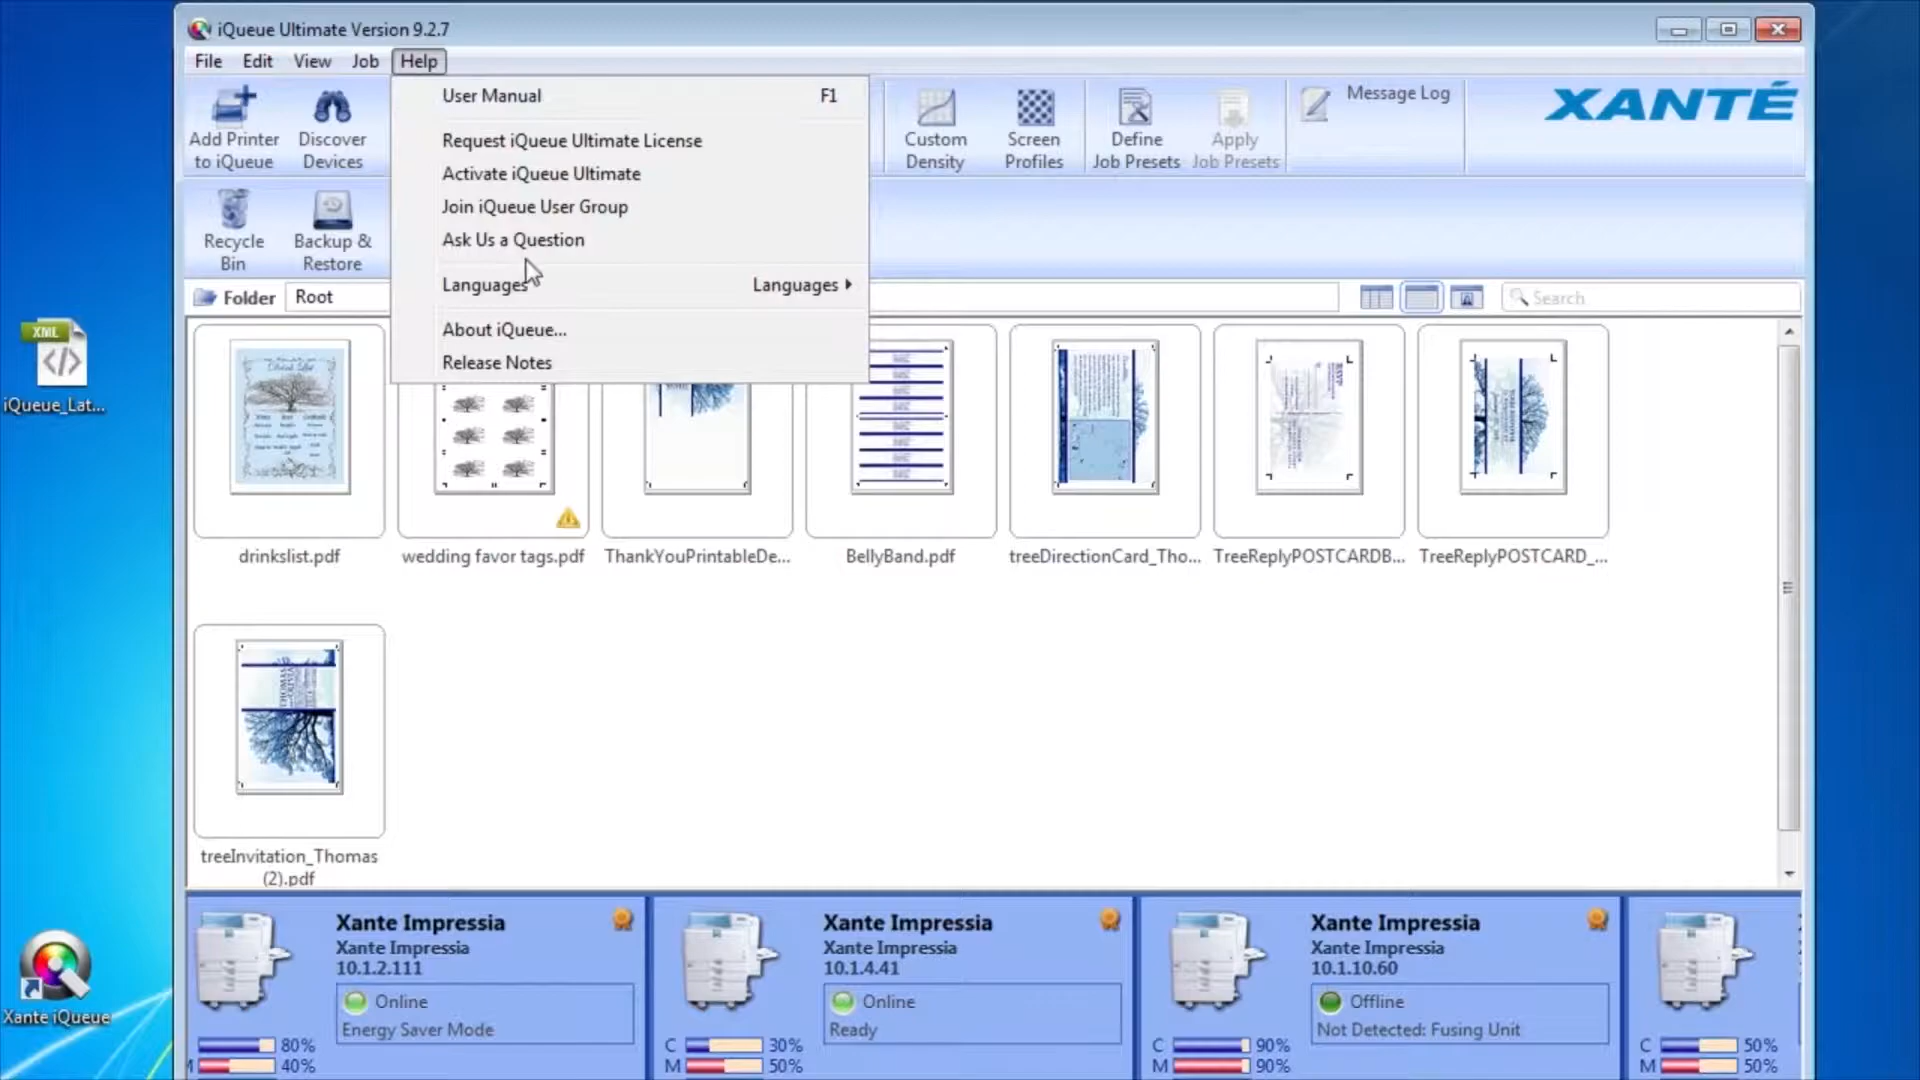 iQueue Ultimate Version 9.2.7
File Edit View Job Help
User Manual F1
Request iQueue Ultimate License
Activate iQueue Ultimate
Join iQueue User Group
Ask Us a Question
Languages Languages
About iQueue...
Release Notes
Add Printer
to iQueue
Discover
Devices
Custom
Density
Screen
Profiles
Define
Job Presets
Apply
Job Presets
Message Log
XANTÉ
Recycle
Bin
Backup &
Restore
Folder Root
Search
XML
iQueue_Lat...
drinkslist.pdf
wedding favor tags.pdf
ThankYouPrintableDe...
BellyBand.pdf
treeDirectionCard_Tho...
TreeReplyPOSTCARDB...
TreeReplyPOSTCARD_...
treeInvitation_Thomas
(2).pdf
Xante iQueue
Xante Impressia
Xante Impressia
10.1.2.111
Online
Energy Saver Mode
80%
M 40%
Xante Impressia
Xante Impressia
10.1.4.41
Online
Ready
C 30%
M 50%
Xante Impressia
Xante Impressia
10.1.10.60
Offline
Not Detected: Fusing Unit
C 90%
M 90%
C 50%
M 50%